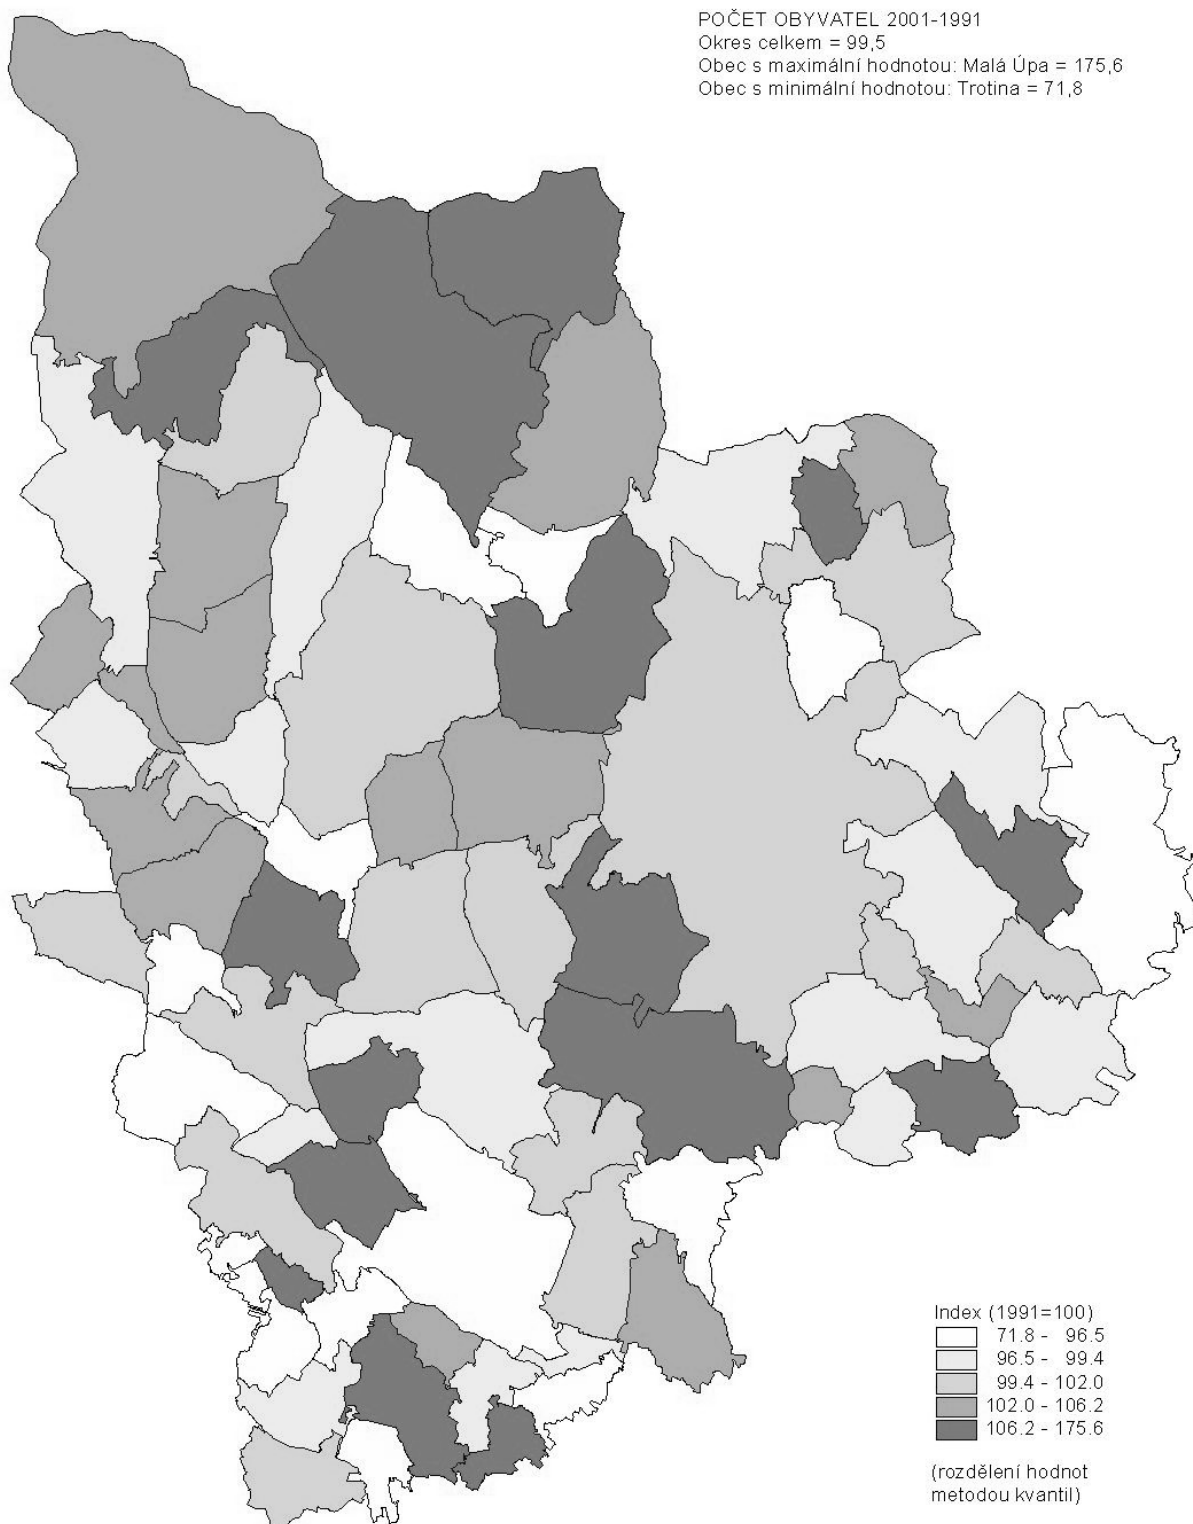 POČET OBYVATEL 2001-1991
Okres celkem = 99,5
Obec s maximální hodnotou: Malá Úpa = 175,6
Obec s minimální hodnotou: Trotina = 71,8
Index (1991=100)
71.8 - 96.5
96.5 - 99.4
99.4 - 102.0
102.0 - 106.2
106.2 - 175.6
(rozdělení hodnot
metodou kvantil)